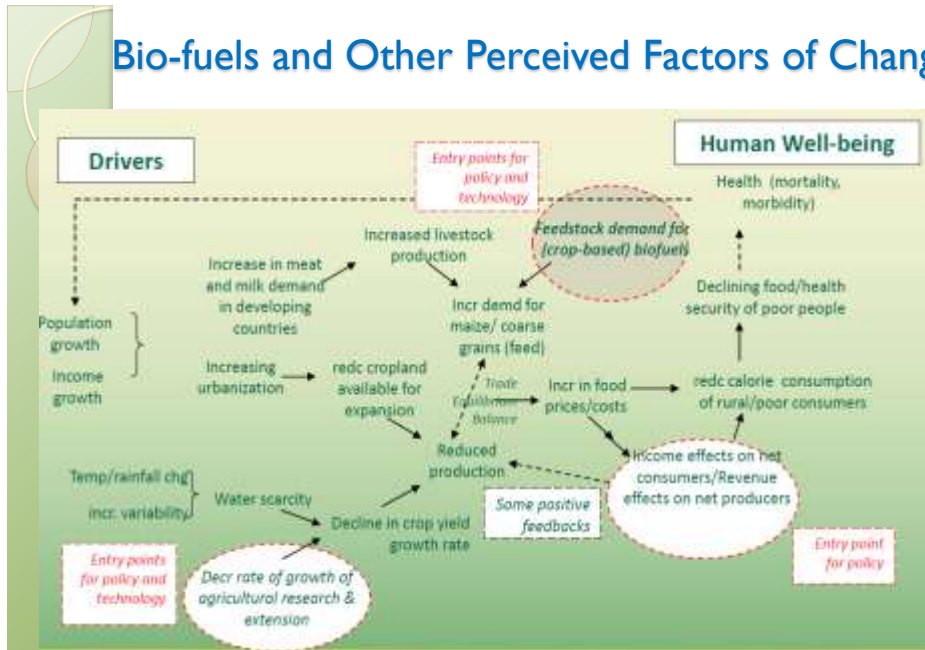 Bio-fuels and Other Perceived Factors of Chang
Drivers
Entry points for
policy and
technology
Human Well-being
Health (mortality,
morbidity)
Feedstock demand for
(crop-based) biofuels
Increased livestock
production
Increase in meat
and milk demand
in developing
countries
Declining food/health
security of poor people
Population
growth
Income
growth
Incr demd for
maize/ coarse
grains (feed)
Increasing
urbanization
redc cropland
available for
expansion
Trade
Equilibrium
Balance
Incr in food
prices/costs
redc calorie consumption
of rural/poor consumers
Reduced
production
Income effects on net
consumers/Revenue
effects on net producers
Temp/rainfall chg
incr. variability
Water scarcity
Some positive
feedbacks
Decline in crop yield
growth rate
Entry points
for policy and
technology
Decr rate of growth of
agricultural research &
extension
Entry point
for policy